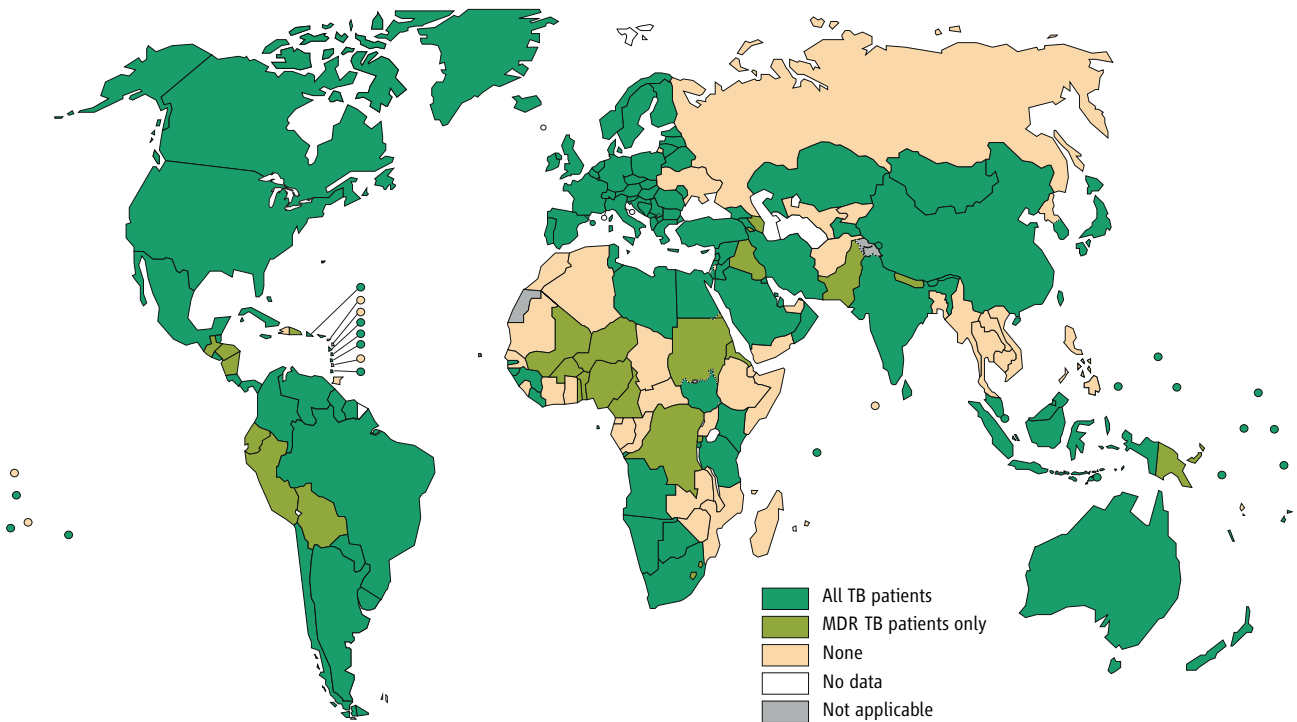 All TB patients
MDR TB patients only
None
No data
Not applicable